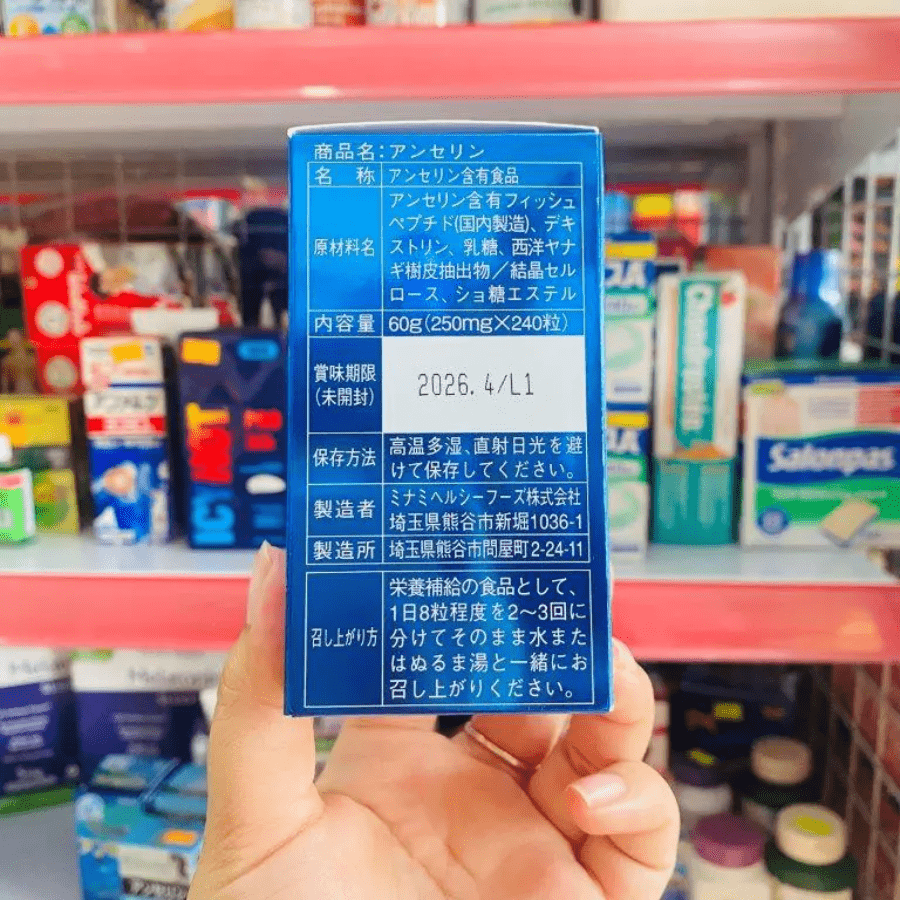 商品名：アンセリン
名 称 アンセリン含有食品
原材料名
アンセリン含有フィッシュ
ペプチド(国内製造)、デキ
ストリン、乳糖、西洋ヤナ
ギ樹皮抽出物／結晶セル
ロース、ショ糖エステル
内容量 60g(250mg×240粒)
賞味期限
(未開封)
2026.4/L1
保存方法
高温多湿、直射日光を避
けて保存してください。
製造者
ミナミヘルシーフーズ株式会社
埼玉県熊谷市新堀1036-1
製造所 埼玉県熊谷市問屋町2-24-11
召し上がり方
栄養補給の食品として、
1日8粒程度を2〜3回に
分けてそのまま水また
はぬるま湯と一緒にお
召し上がりください。
Salonpas